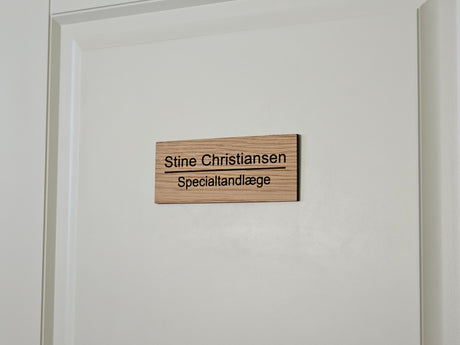 Stine Christiansen
Specialtandlæge